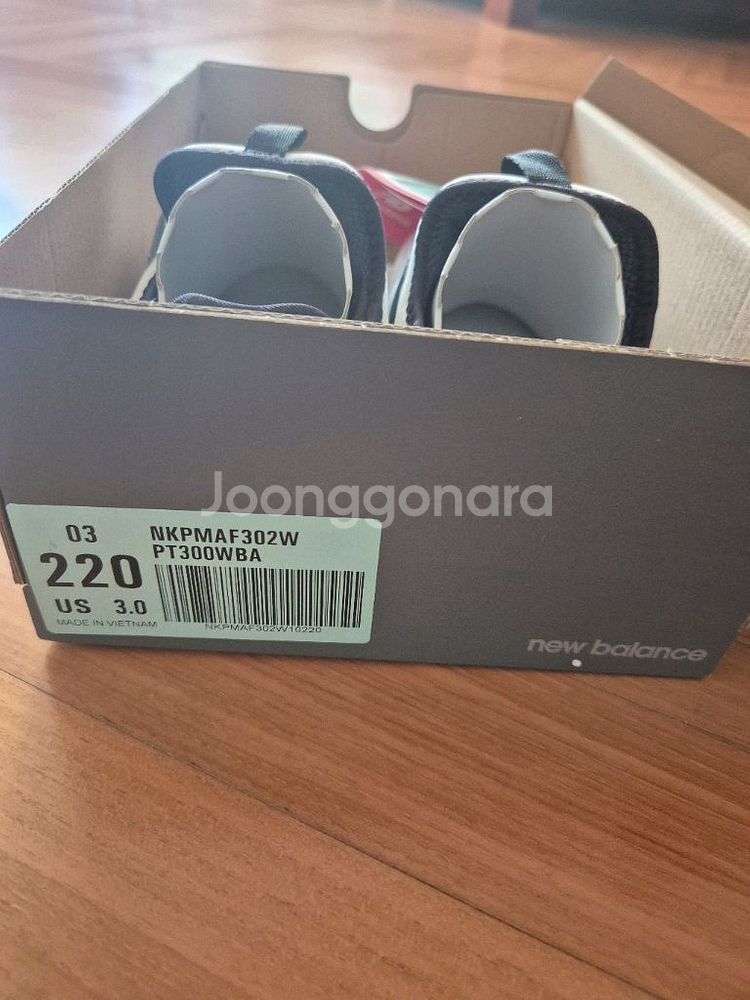 Joonggonara
03
NKPMAF302W
PT300WBA
220
US 3.0
MADE IN VIETNAM
NKPMAF302W10220
new balance